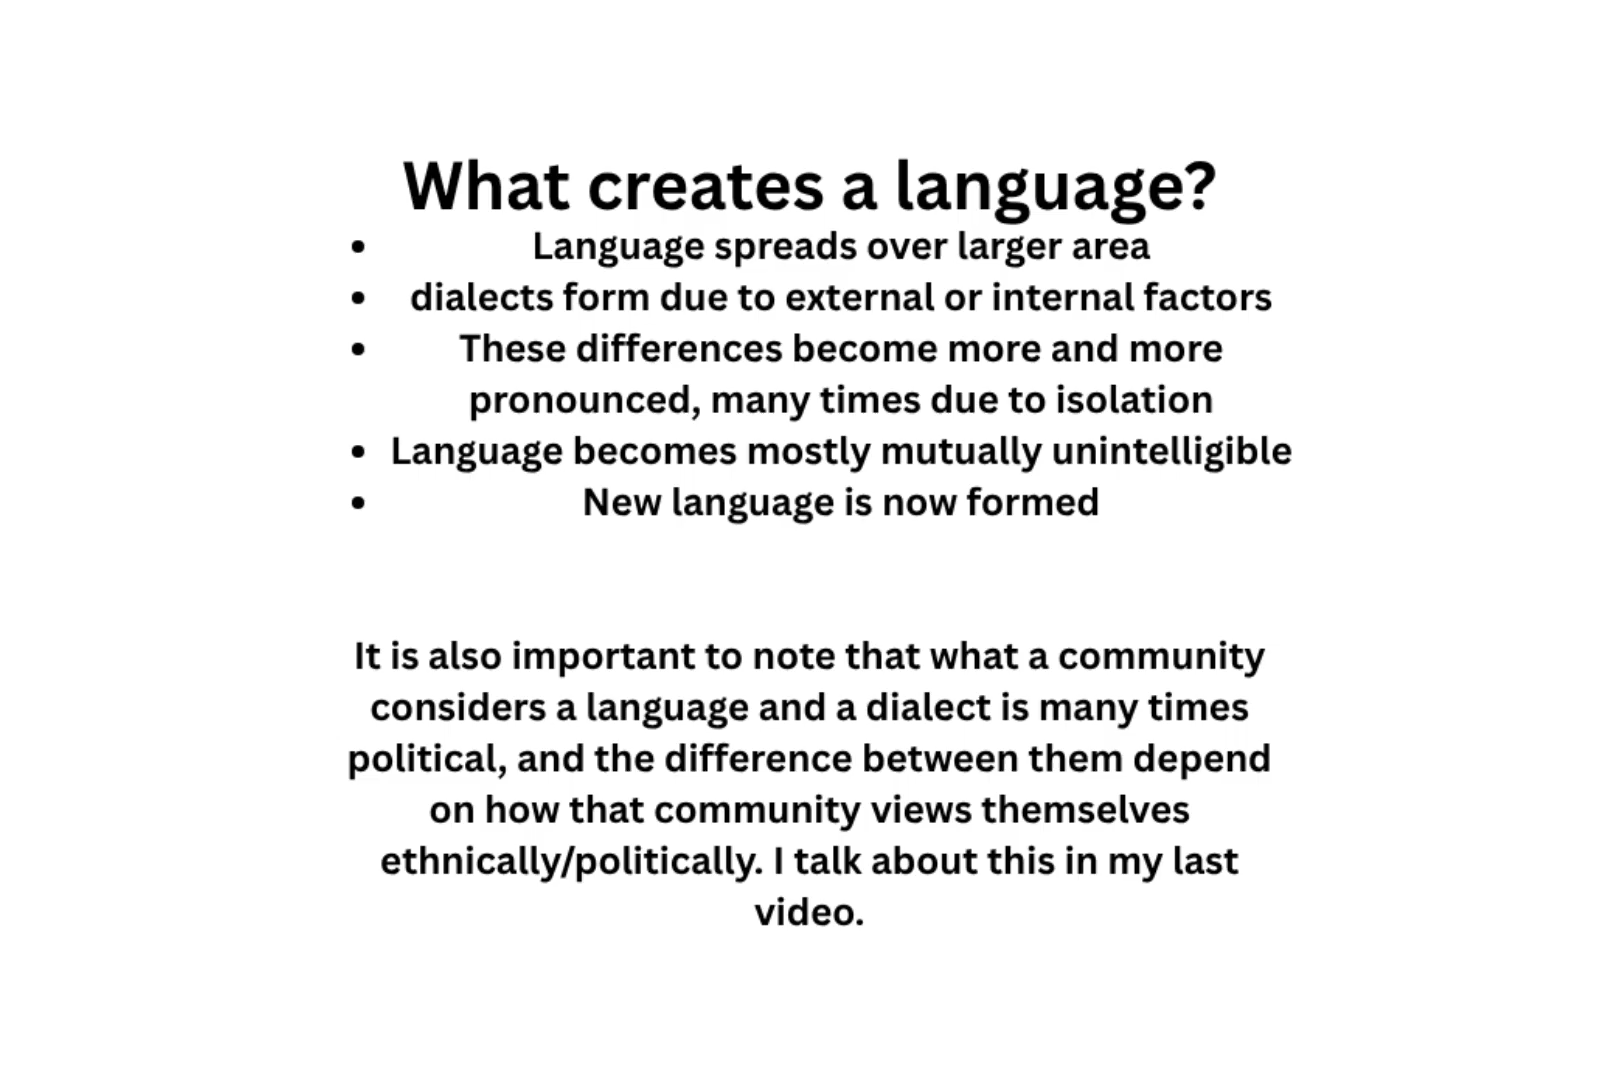 What creates a language?
• Language spreads over larger area
• dialects form due to external or internal factors
• These differences become more and more
pronounced, many times due to isolation
• Language becomes mostly mutually unintelligible
• New language is now formed
It is also important to note that what a community
considers a language and a dialect is many times
political, and the difference between them depend
on how that community views themselves
ethnically/politically. I talk about this in my last
video.